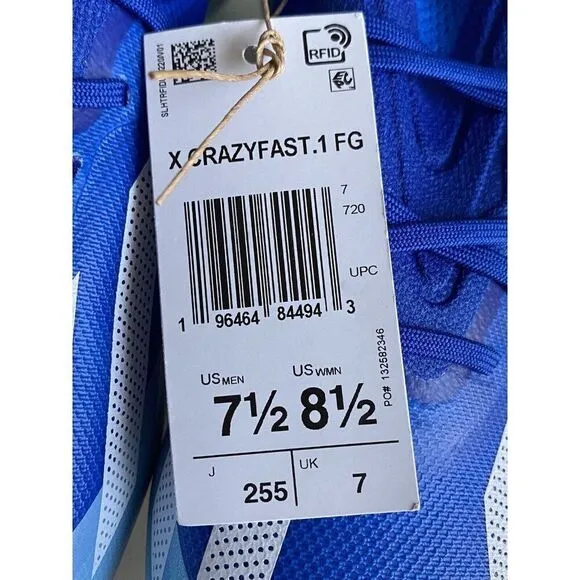 RFID
X CRAZYFAST.1 FG
7
720
UPC
1 96464 84494 3
PO# 132582346
US MEN US WMN
7½ 8½
J UK
255 7